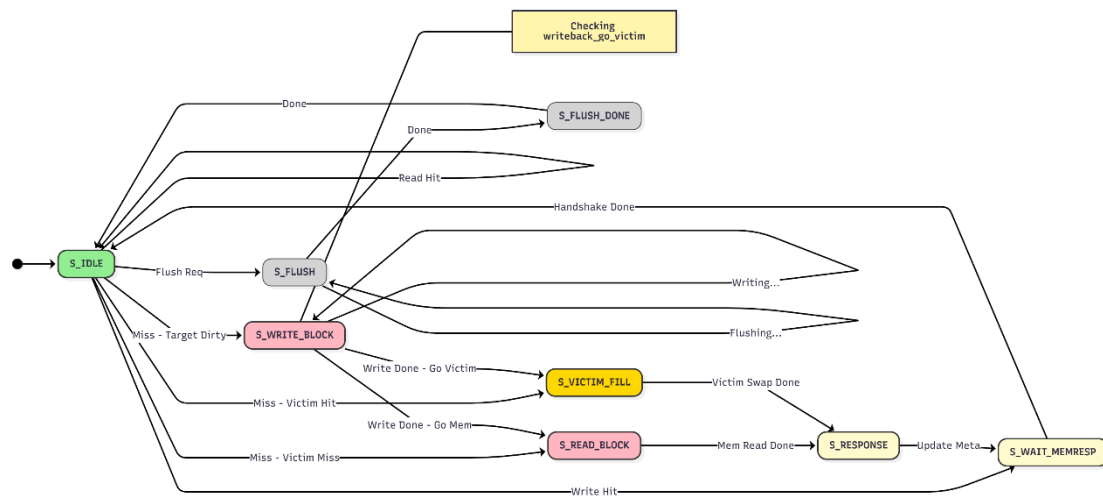 Checking
writeback_go_victim
Done
S_FLUSH_DONE
Done
Read Hit
Handshake Done
S_IDLE
Flush Req
S_FLUSH
Writing...
Miss - Target Dirty
S_WRITE_BLOCK
Flushing...
Write Done - Go Victim
S_VICTIM_FILL
Victim Swap Done
Miss - Victim Hit
Write Done - Go Mem
S_READ_BLOCK
Mem Read Done
S_RESPONSE
Update Meta
S_WAIT_MEMRESP
Miss - Victim Miss
Write Hit